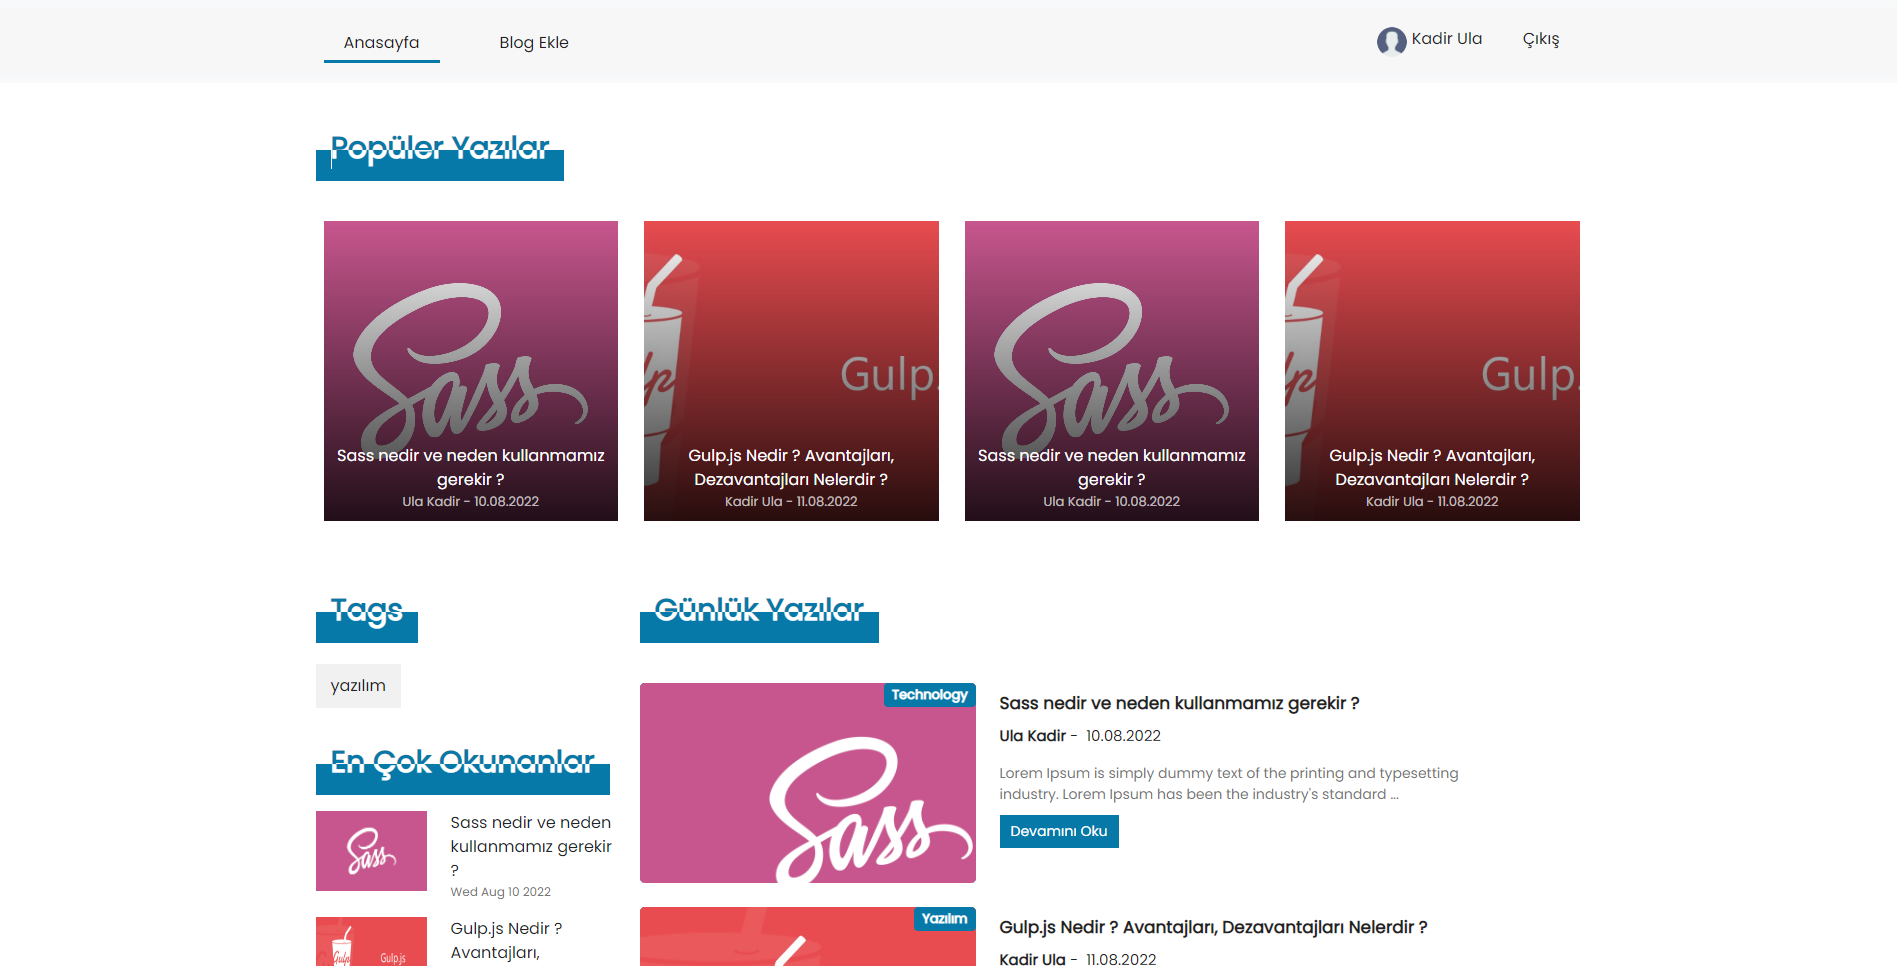 Anasayfa
Blog Ekle
Kadir Ula
Çıkış
Popüler Yazılar
Sass
Sass nedir ve neden kullanmamız
gerekir ?
Ula Kadir - 10.08.2022
Gulp
Gulp.
Gulp.js Nedir ? Avantajları,
Dezavantajları Nelerdir ?
Kadir Ula - 11.08.2022
Sass
Sass nedir ve neden kullanmamız
gerekir ?
Ula Kadir - 10.08.2022
Gulp.
Gulp.js Nedir ? Avantajları,
Dezavantajları Nelerdir ?
Kadir Ula - 11.08.2022
Tags
yazılım
En Çok Okunanlar
Sass
Sass nedir ve neden
kullanmamız gerekir
?
Wed Aug 10 2022
Gulp
Gulp.js
Gulp.js Nedir ?
Avantajları,
Günlük Yazılar
Technology
Sass
Sass nedir ve neden kullanmamız gerekir ?
Ula Kadir - 10.08.2022
Lorem Ipsum is simply dummy text of the printing and typesetting
industry. Lorem Ipsum has been the industry's standard ...
Devamını Oku
Yazılım
Gulp.js Nedir ? Avantajları, Dezavantajları Nelerdir ?
Kadir Ula - 11.08.2022